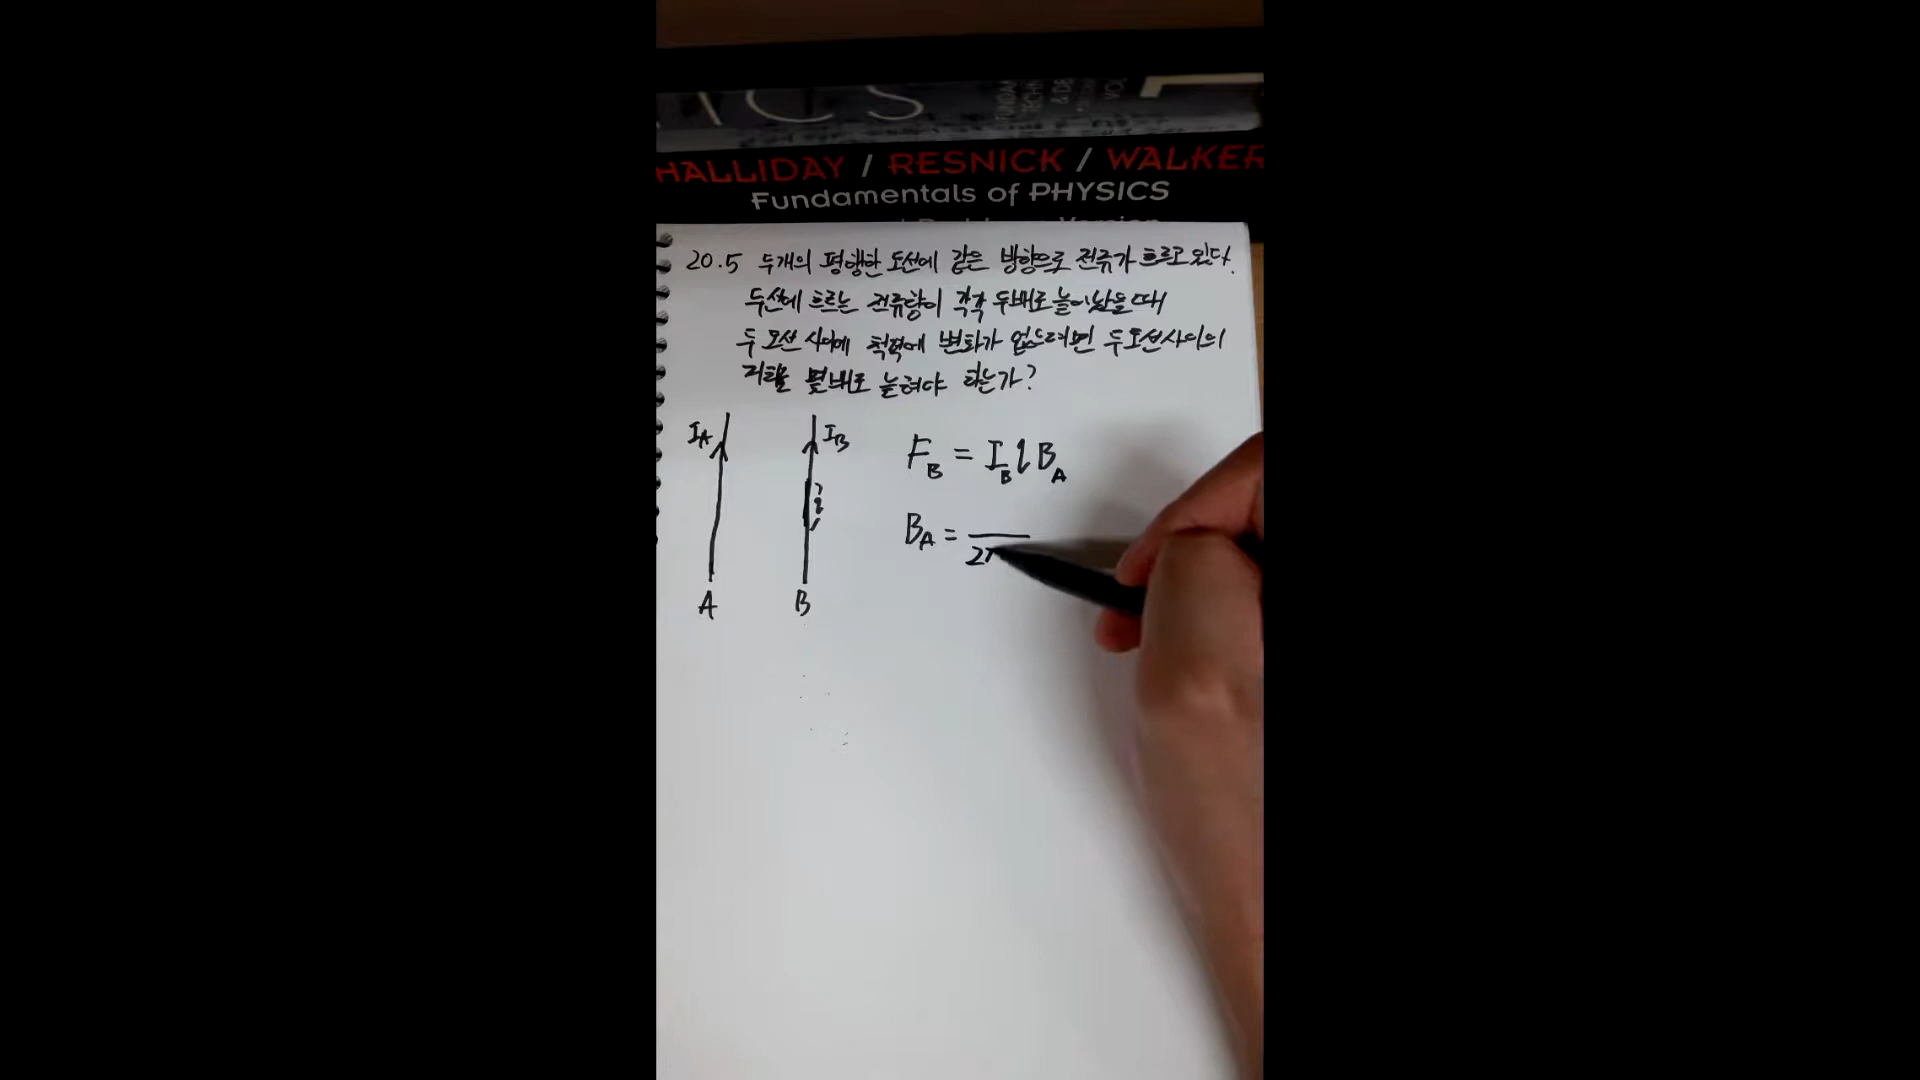 ICS
HALLIDAY / RESNICK / WALKER
Fundamentals of PHYSICS
20.5 두개의 평행한 도선에 같은 방향으로 전류가 흐르고 있다.
두선에 흐르는 전류량이 각각 두배로 늘어났을때
두 도선 사이에 척력에 변화가 없으려면 두도선사이의
거리를 몇배로 늘려야 하는가?
I_A I_B
l
A B
F_B = I_B l B_A
B_A =